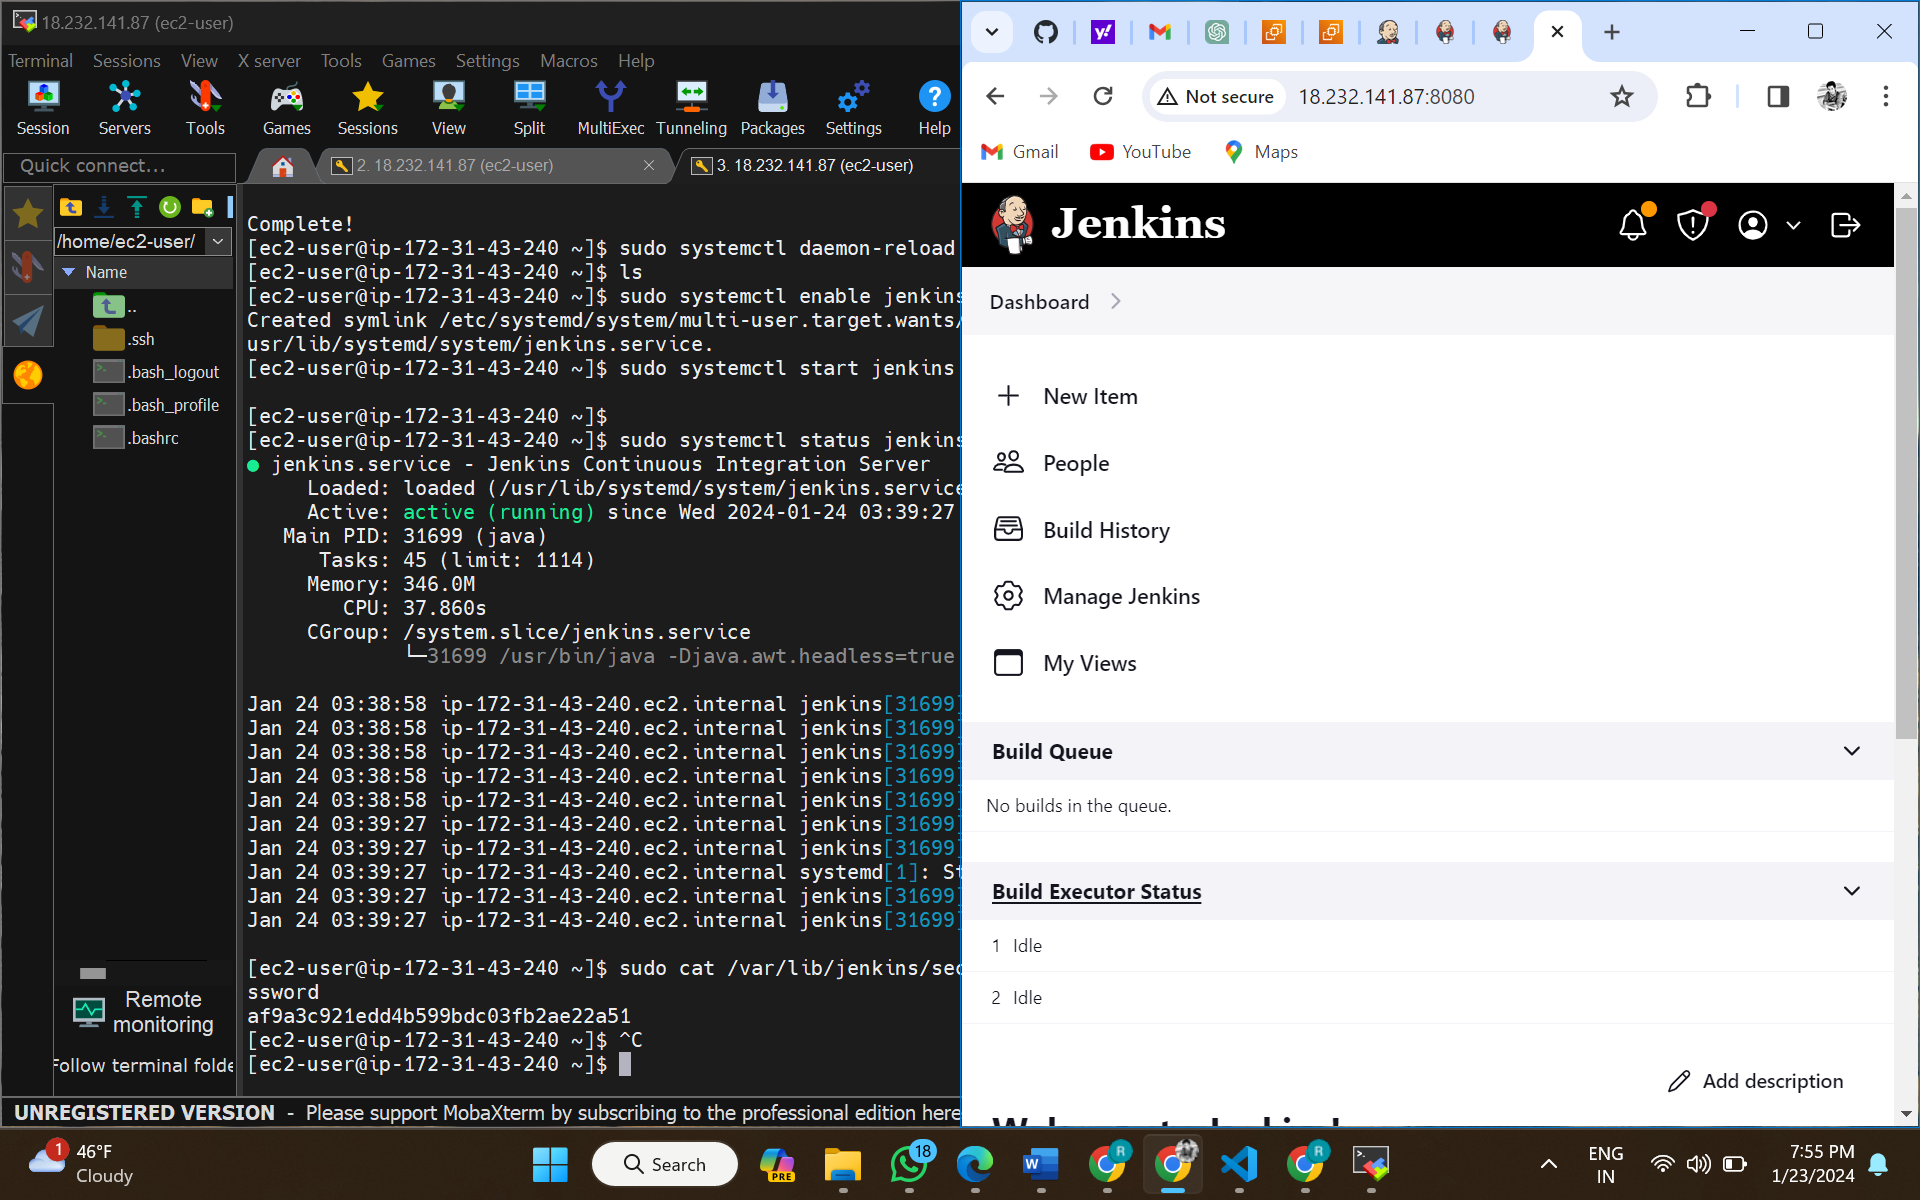 18.232.141.87 (ec2-user)
Terminal Sessions View X server Tools Games Settings Macros Help
Session Servers Tools Games Sessions View Split MultiExec Tunneling Packages Settings Help
Quick connect...
2. 18.232.141.87 (ec2-user)
3. 18.232.141.87 (ec2-user)
/home/ec2-user/
Name
..
.ssh
.bash_logout
.bash_profile
.bashrc
Remote
monitoring
Follow terminal folde
Complete!
[ec2-user@ip-172-31-43-240 ~]$ sudo systemctl daemon-reload
[ec2-user@ip-172-31-43-240 ~]$ ls
[ec2-user@ip-172-31-43-240 ~]$ sudo systemctl enable jenkins
Created symlink /etc/systemd/system/multi-user.target.wants/
usr/lib/systemd/system/jenkins.service.
[ec2-user@ip-172-31-43-240 ~]$ sudo systemctl start jenkins
[ec2-user@ip-172-31-43-240 ~]$
[ec2-user@ip-172-31-43-240 ~]$ sudo systemctl status jenkins
● jenkins.service - Jenkins Continuous Integration Server
Loaded: loaded (/usr/lib/systemd/system/jenkins.service
Active: active (running) since Wed 2024-01-24 03:39:27
Main PID: 31699 (java)
Tasks: 45 (limit: 1114)
Memory: 346.0M
CPU: 37.860s
CGroup: /system.slice/jenkins.service
└─31699 /usr/bin/java -Djava.awt.headless=true
Jan 24 03:38:58 ip-172-31-43-240.ec2.internal jenkins[31699]
Jan 24 03:38:58 ip-172-31-43-240.ec2.internal jenkins[31699]
Jan 24 03:38:58 ip-172-31-43-240.ec2.internal jenkins[31699]
Jan 24 03:38:58 ip-172-31-43-240.ec2.internal jenkins[31699]
Jan 24 03:38:58 ip-172-31-43-240.ec2.internal jenkins[31699]
Jan 24 03:39:27 ip-172-31-43-240.ec2.internal jenkins[31699]
Jan 24 03:39:27 ip-172-31-43-240.ec2.internal jenkins[31699]
Jan 24 03:39:27 ip-172-31-43-240.ec2.internal systemd[1]: St
Jan 24 03:39:27 ip-172-31-43-240.ec2.internal jenkins[31699]
Jan 24 03:39:27 ip-172-31-43-240.ec2.internal jenkins[31699]
[ec2-user@ip-172-31-43-240 ~]$ sudo cat /var/lib/jenkins/sec
ssword
af9a3c921edd4b599bdc03fb2ae22a51
[ec2-user@ip-172-31-43-240 ~]$ ^C
[ec2-user@ip-172-31-43-240 ~]$
UNREGISTERED VERSION - Please support MobaXterm by subscribing to the professional edition here
Not secure 18.232.141.87:8080
Gmail YouTube Maps
Jenkins
Dashboard
New Item
People
Build History
Manage Jenkins
My Views
Build Queue
No builds in the queue.
Build Executor Status
1 Idle
2 Idle
Add description
1
46°F
Cloudy
Search
PRE
18
W
R
R
ENG
IN
7:55 PM
1/23/2024